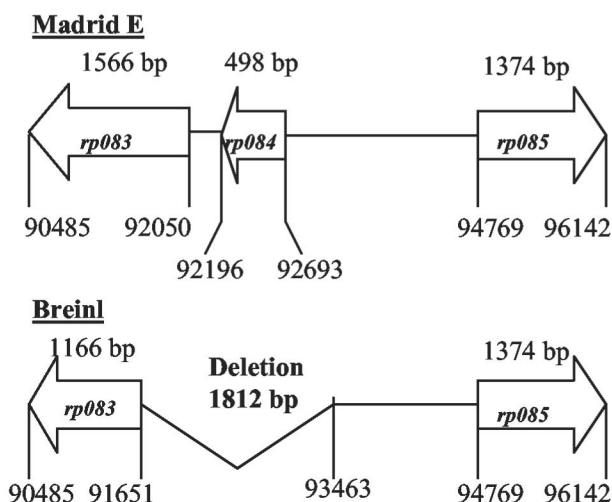 Madrid E
1566 bp 498 bp 1374 bp
rp083 rp084 rp085
90485 92050 94769 96142
92196 92693
Breinl
1166 bp 1374 bp
Deletion
1812 bp
rp083 rp085
90485 91651 93463 94769 96142